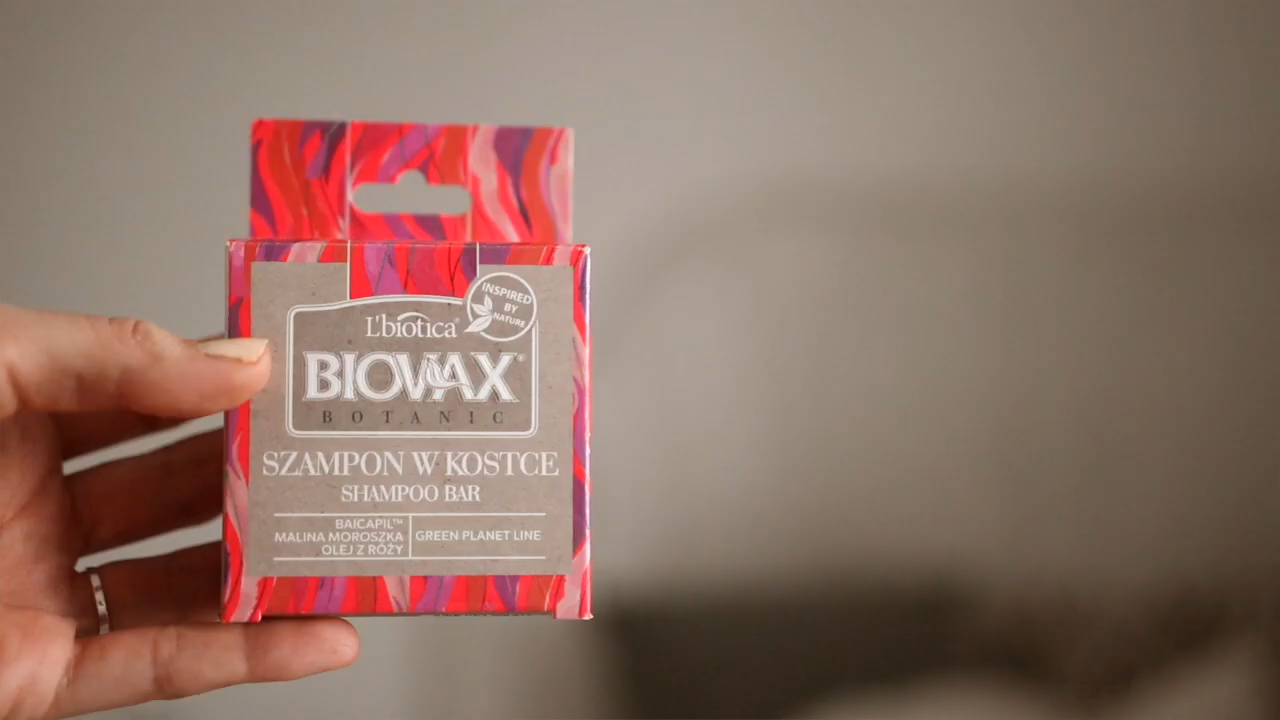 INSPIRED
BY
NATURE
L'biotica®
BIOVAX®
BOTANIC
SZAMPON W KOSTCE
SHAMPOO BAR
BAICAPIL™
MALINA MOROSZKA
OLEJ Z RÓŻY
GREEN PLANET LINE